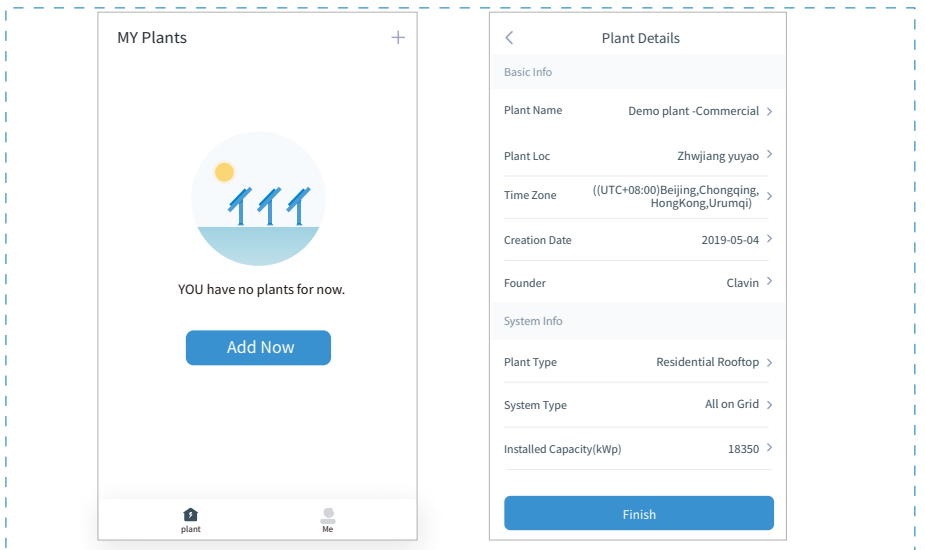 MY Plants
YOU have no plants for now.
Add Now
plant
Me
Plant Details
Basic Info
Plant Name Demo plant -Commercial
Plant Loc Zhwjiang yuyao
Time Zone ((UTC+08:00)Beijing,Chongqing,
HongKong,Urumqi)
Creation Date 2019-05-04
Founder Clavin
System Info
Plant Type Residential Rooftop
System Type All on Grid
Installed Capacity(kWp) 18350
Finish